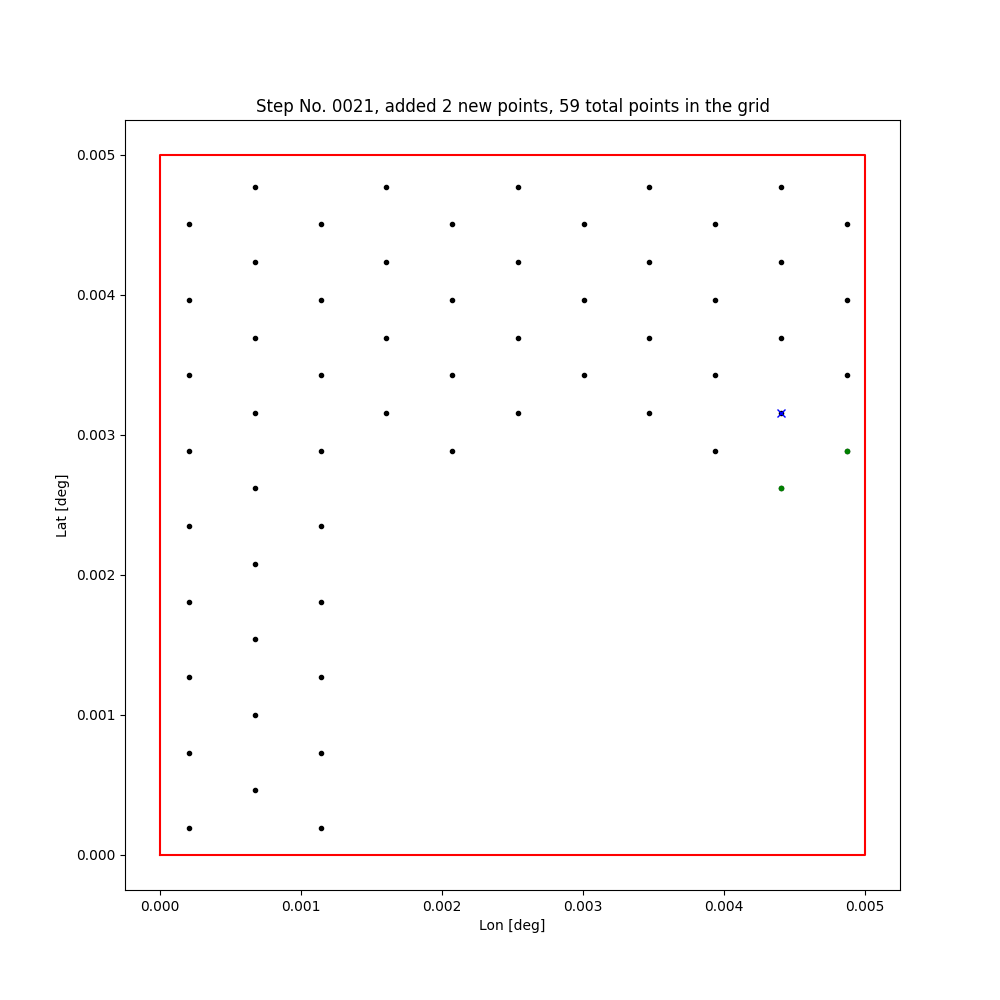 Step No. 0021, added 2 new points, 59 total points in the grid
0.005
0.004
0.003
0.002
0.001
0.000
Lat [deg]
0.000 0.001 0.002 0.003 0.004 0.005
Lon [deg]